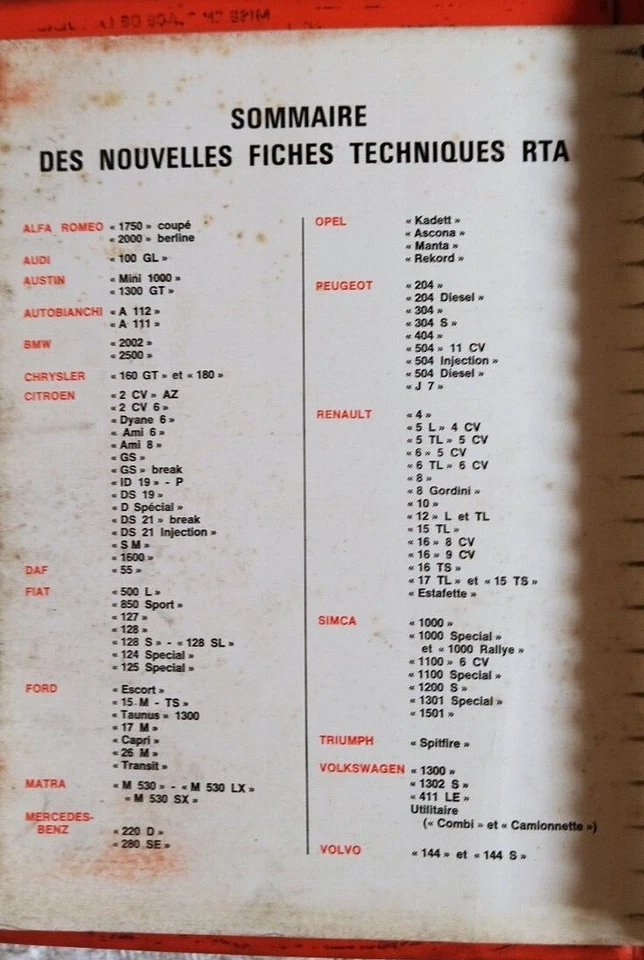 SOMMAIRE
DES NOUVELLES FICHES TECHNIQUES RTA
ALFA ROMEO « 1750 » coupé
« 2000 » berline
AUDI « 100 GL »
AUSTIN « Mini 1000 »
« 1300 GT »
AUTOBIANCHI « A 112 »
« A 111 »
BMW « 2002 »
« 2500 »
CHRYSLER « 160 GT » et « 180 »
CITROEN « 2 CV » AZ
« 2 CV 6 »
« Dyane 6 »
« Ami 6 »
« Ami 8 »
« GS »
« GS » break
« ID 19 » - P
« DS 19 »
« D Spécial »
« DS 21 » break
« DS 21 Injection »
« S M »
« 1600 »
DAF « 55 »
FIAT « 500 L »
« 850 Sport »
« 127 »
« 128 »
« 128 S » - « 128 SL »
« 124 Special »
« 125 Special »
FORD « Escort »
« 15 M - TS »
« Taunus » 1300
« 17 M »
« Capri »
« 26 M »
« Transit »
MATRA « M 530 » - « M 530 LX »
« M 530 SX »
MERCEDES-
BENZ « 220 D »
« 280 SE »
OPEL « Kadett »
« Ascona »
« Manta »
« Rekord »
PEUGEOT « 204 »
« 204 Diesel »
« 304 »
« 304 S »
« 404 »
« 504 » 11 CV
« 504 Injection »
« 504 Diesel »
« J 7 »
RENAULT « 4 »
« 5 L » 4 CV
« 5 TL » 5 CV
« 6 » 5 CV
« 6 TL » 6 CV
« 8 »
« 8 Gordini »
« 10 »
« 12 » L et TL
« 15 TL »
« 16 » 8 CV
« 16 » 9 CV
« 16 TS »
« 17 TL » et « 15 TS »
« Estafette »
SIMCA « 1000 »
« 1000 Special »
et « 1000 Rallye »
« 1100 » 6 CV
« 1100 Special »
« 1200 S »
« 1301 Special »
« 1501 »
TRIUMPH « Spitfire »
VOLKSWAGEN « 1300 »
« 1302 S »
« 411 LE »
Utilitaire
(« Combi » et « Camionnette »)
VOLVO « 144 » et « 144 S »